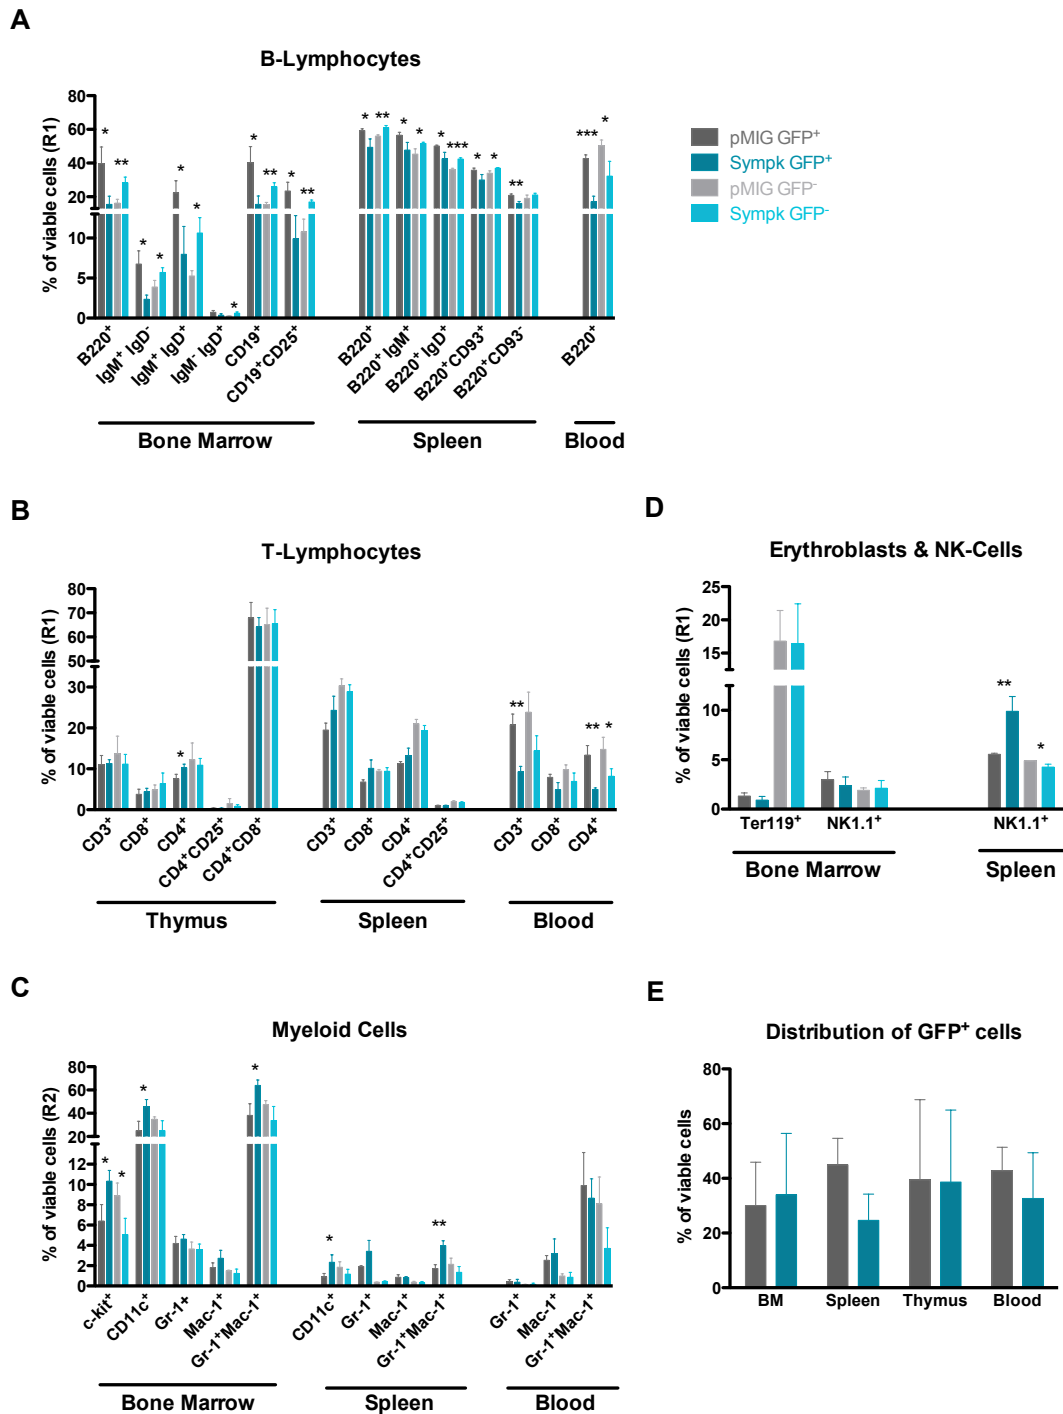 A
B-Lymphocytes
% of viable cells (R1)
80
60
40
20
10
5
0
* ** * * * * * * ** * **
* ** * * * *** * * **
*** *
B220⁺ IgM⁺ IgD⁻ IgM⁺ IgD⁺ IgM⁻ IgD⁺ CD19⁺ CD19⁺CD25⁺
B220⁺ B220⁺ IgM⁺ B220⁺ IgD⁺ B220⁺CD93⁺ B220⁺CD93⁻
B220⁺
Bone Marrow Spleen Blood
pMIG GFP⁺
Sympk GFP⁺
pMIG GFP⁻
Sympk GFP⁻
B
T-Lymphocytes
% of viable cells (R1)
80
70
60
50
30
20
10
0
* ** ** *
CD3⁺ CD8⁺ CD4⁺ CD4⁺CD25⁺ CD4⁺CD8⁺
CD3⁺ CD8⁺ CD4⁺ CD4⁺CD25⁺
CD3⁺ CD8⁺ CD4⁺
Thymus Spleen Blood
D
Erythroblasts & NK-Cells
% of viable cells (R1)
25
20
15
10
5
0
** *
Ter119⁺ NK1.1⁺ NK1.1⁺
Bone Marrow Spleen
C
Myeloid Cells
% of viable cells (R2)
80
60
40
20
12
10
8
6
4
2
0
* * * * * **
c-kit⁺ CD11c⁺ Gr-1+ Mac-1⁺ Gr-1⁺Mac-1⁺
CD11c⁺ Gr-1⁺ Mac-1⁺ Gr-1⁺Mac-1⁺
Gr-1⁺ Mac-1⁺ Gr-1⁺Mac-1⁺
Bone Marrow Spleen Blood
E
Distribution of GFP⁺ cells
% of viable cells
80
60
40
20
0
BM Spleen Thymus Blood